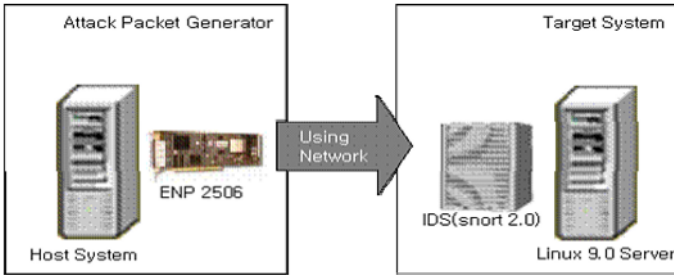 Attack Packet Generator
ENP 2506
Host System
Using
Network
Target System
IDS(snort 2.0)
Linux 9.0 Server